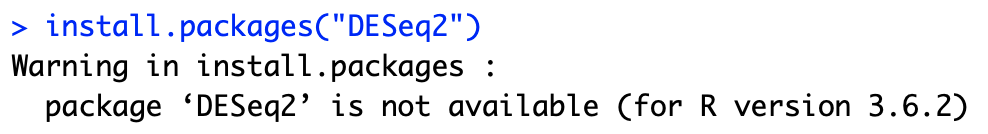 > install.packages("DESeq2")
Warning in install.packages :
  package ‘DESeq2’ is not available (for R version 3.6.2)